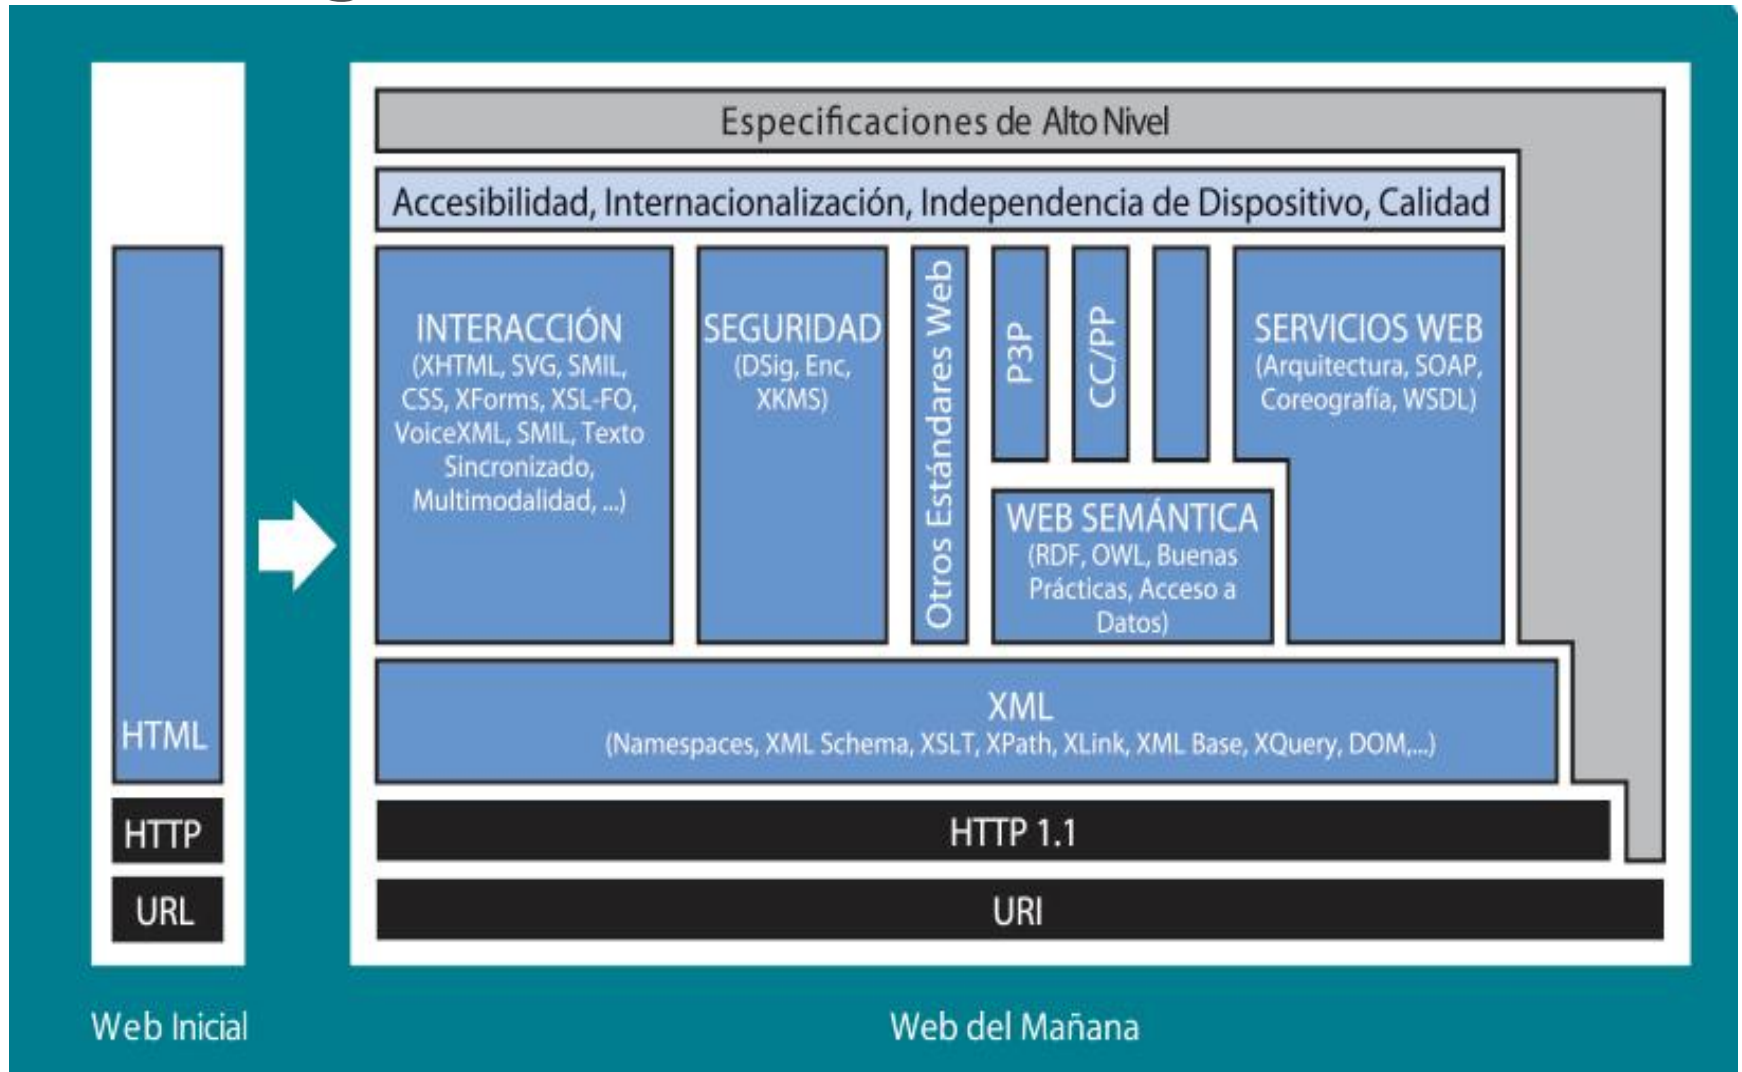 Especificaciones de Alto Nivel
Accesibilidad, Internacionalización, Independencia de Dispositivo, Calidad
INTERACCIÓN
(XHTML, SVG, SMIL,
CSS, XForms, XSL-FO,
VoiceXML, SMIL, Texto
Sincronizado,
Multimodalidad, ...)
SEGURIDAD
(DSig, Enc,
XKMS)
Otros Estándares Web
P3P
CC/PP
SERVICIOS WEB
(Arquitectura, SOAP,
Coreografía, WSDL)
WEB SEMÁNTICA
(RDF, OWL, Buenas
Prácticas, Acceso a
Datos)
HTML
XML
(Namespaces, XML Schema, XSLT, XPath, XLink, XML Base, XQuery, DOM,...)
HTTP
HTTP 1.1
URL
URI
Web Inicial
Web del Mañana